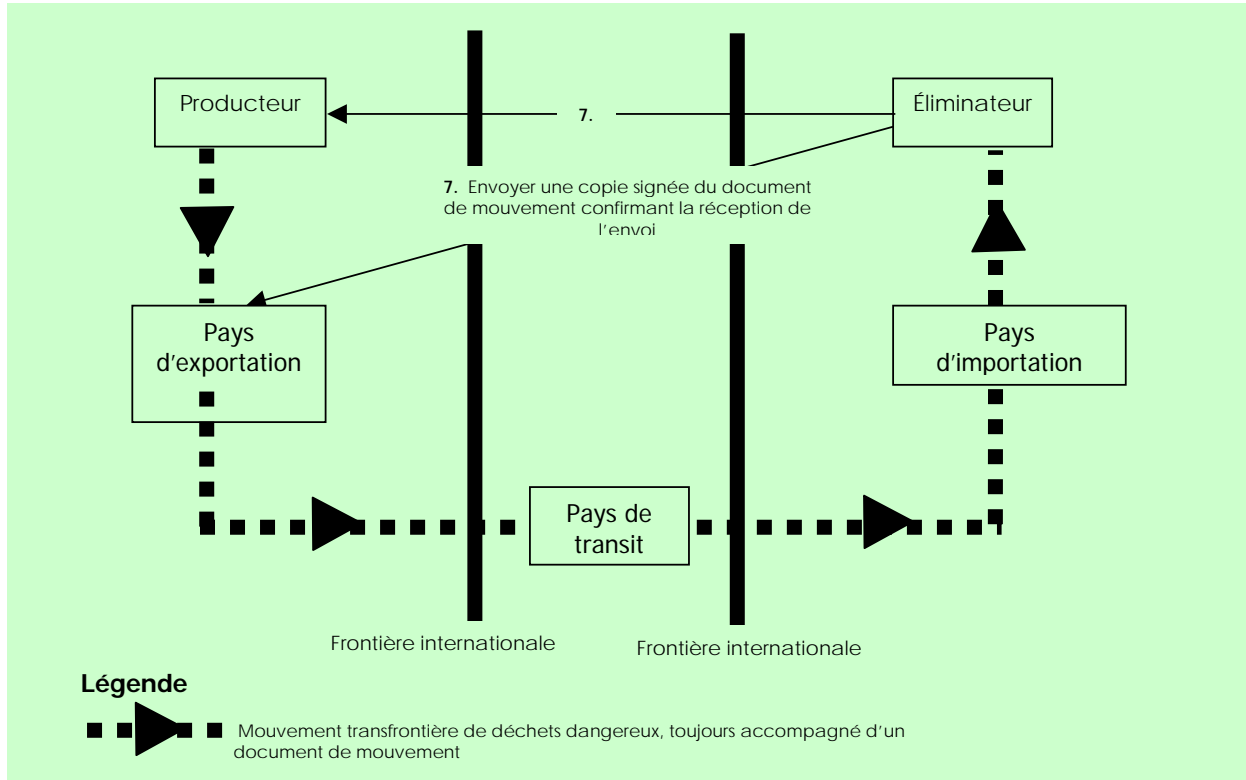 Producteur
7.
Éliminateur
7. Envoyer une copie signée du document
de mouvement confirmant la réception de
l'envoi
Pays
d'exportation
Pays
d'importation
Pays de
transit
Frontière internationale
Frontière internationale
Légende
Mouvement transfrontière de déchets dangereux, toujours accompagné d'un
document de mouvement